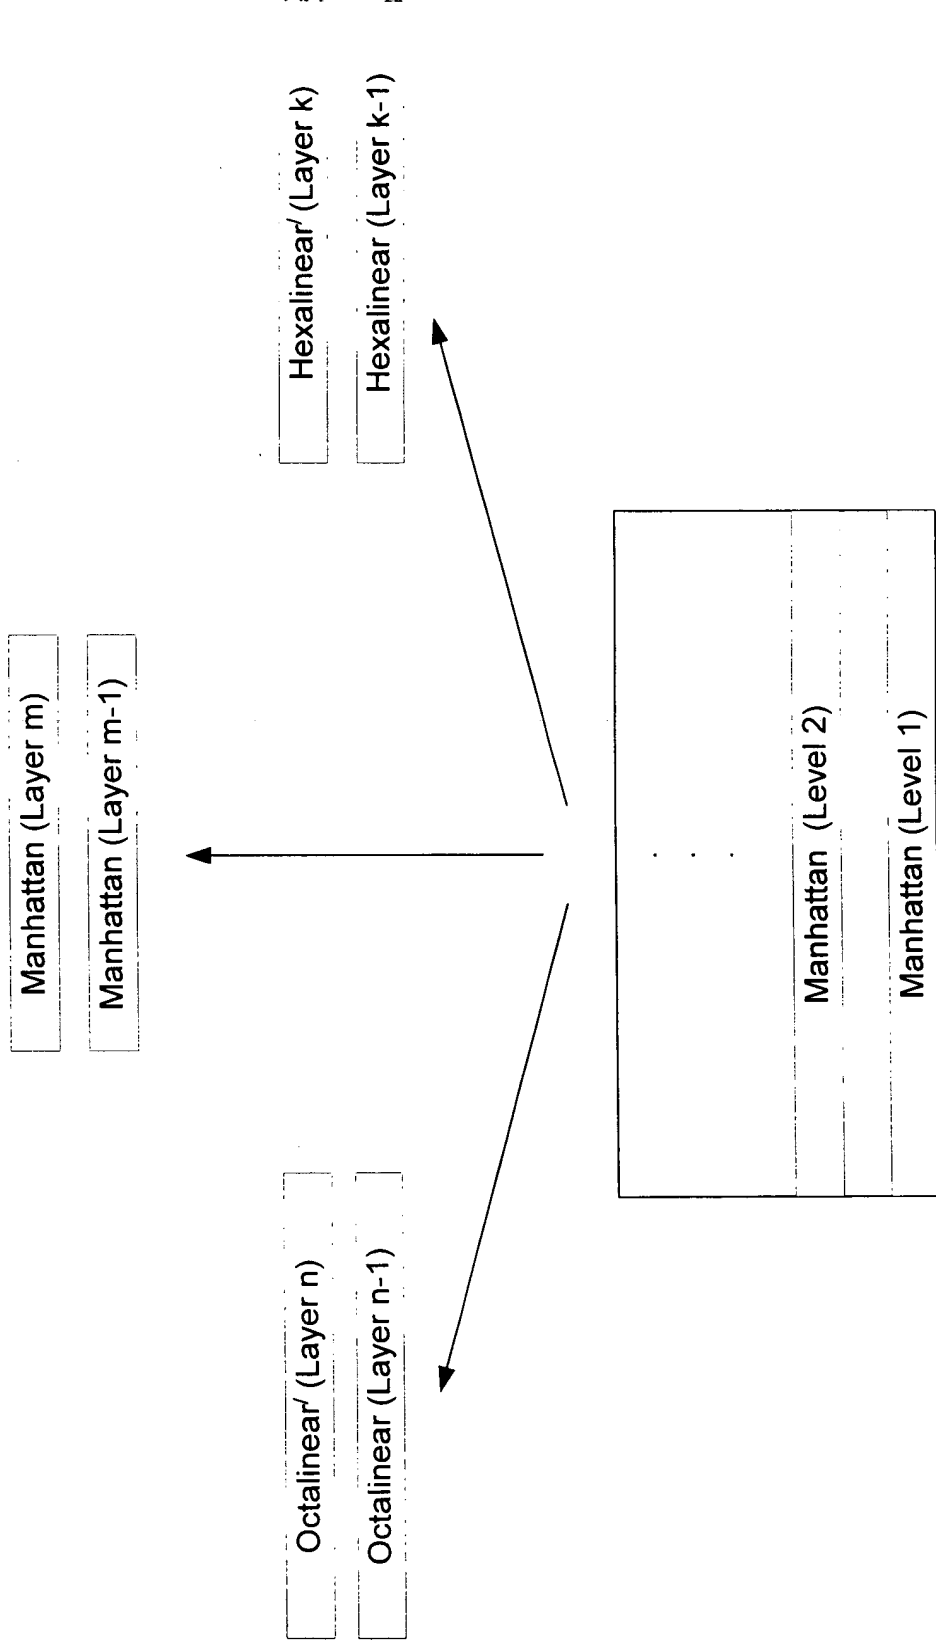 Manhattan (Layer m)
Manhattan (Layer m-1)
Octalinear/ (Layer n)
Octalinear (Layer n-1)
Hexalinear/ (Layer k)
Hexalinear (Layer k-1)
. . .
Manhattan (Level 2)
Manhattan (Level 1)